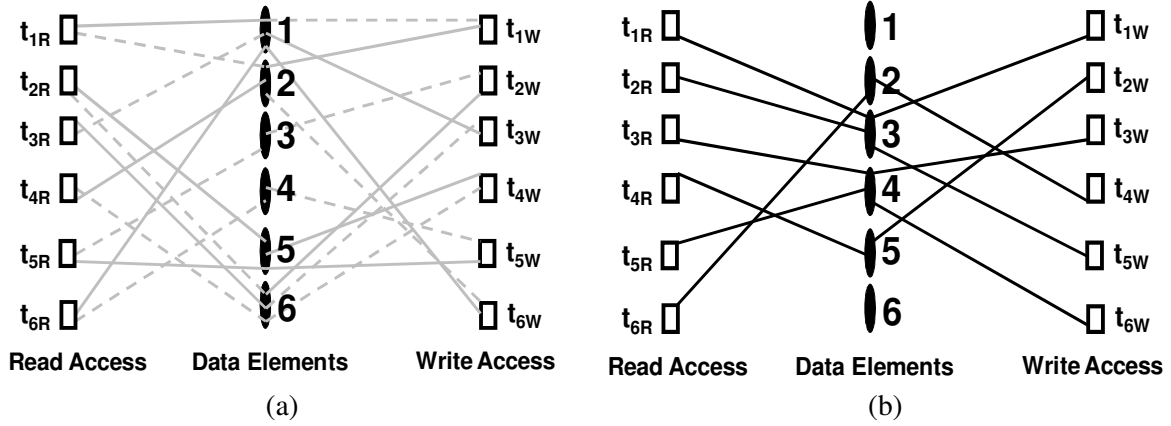 t1R 1 t1W t1R 1 t1W
t2R 2 t2W t2R 2 t2W
t3R 3 t3W t3R 3 t3W
t4R 4 t4W t4R 4 t4W
t5R 5 t5W t5R 5 t5W
t6R 6 t6W t6R 6 t6W
Read Access Data Elements Write Access Read Access Data Elements Write Access
(a) (b)